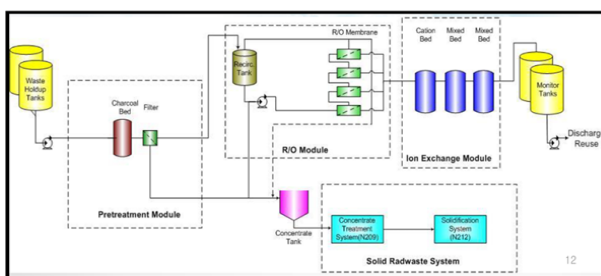 R/O Membrane
Cation
Bed
Mixed
Bed
Mixed
Bed
Waste
Holdup
Tanks
Recirc.
Tank
Charcoal
Bed
Filter
Monitor
Tanks
Discharge
Reuse
R/O Module
Ion Exchange Module
Pretreatment Module
Concentrate
Tank
Concentrate
Treatment
System(N209)
Solidification
System
(N212)
Solid Radwaste System
12